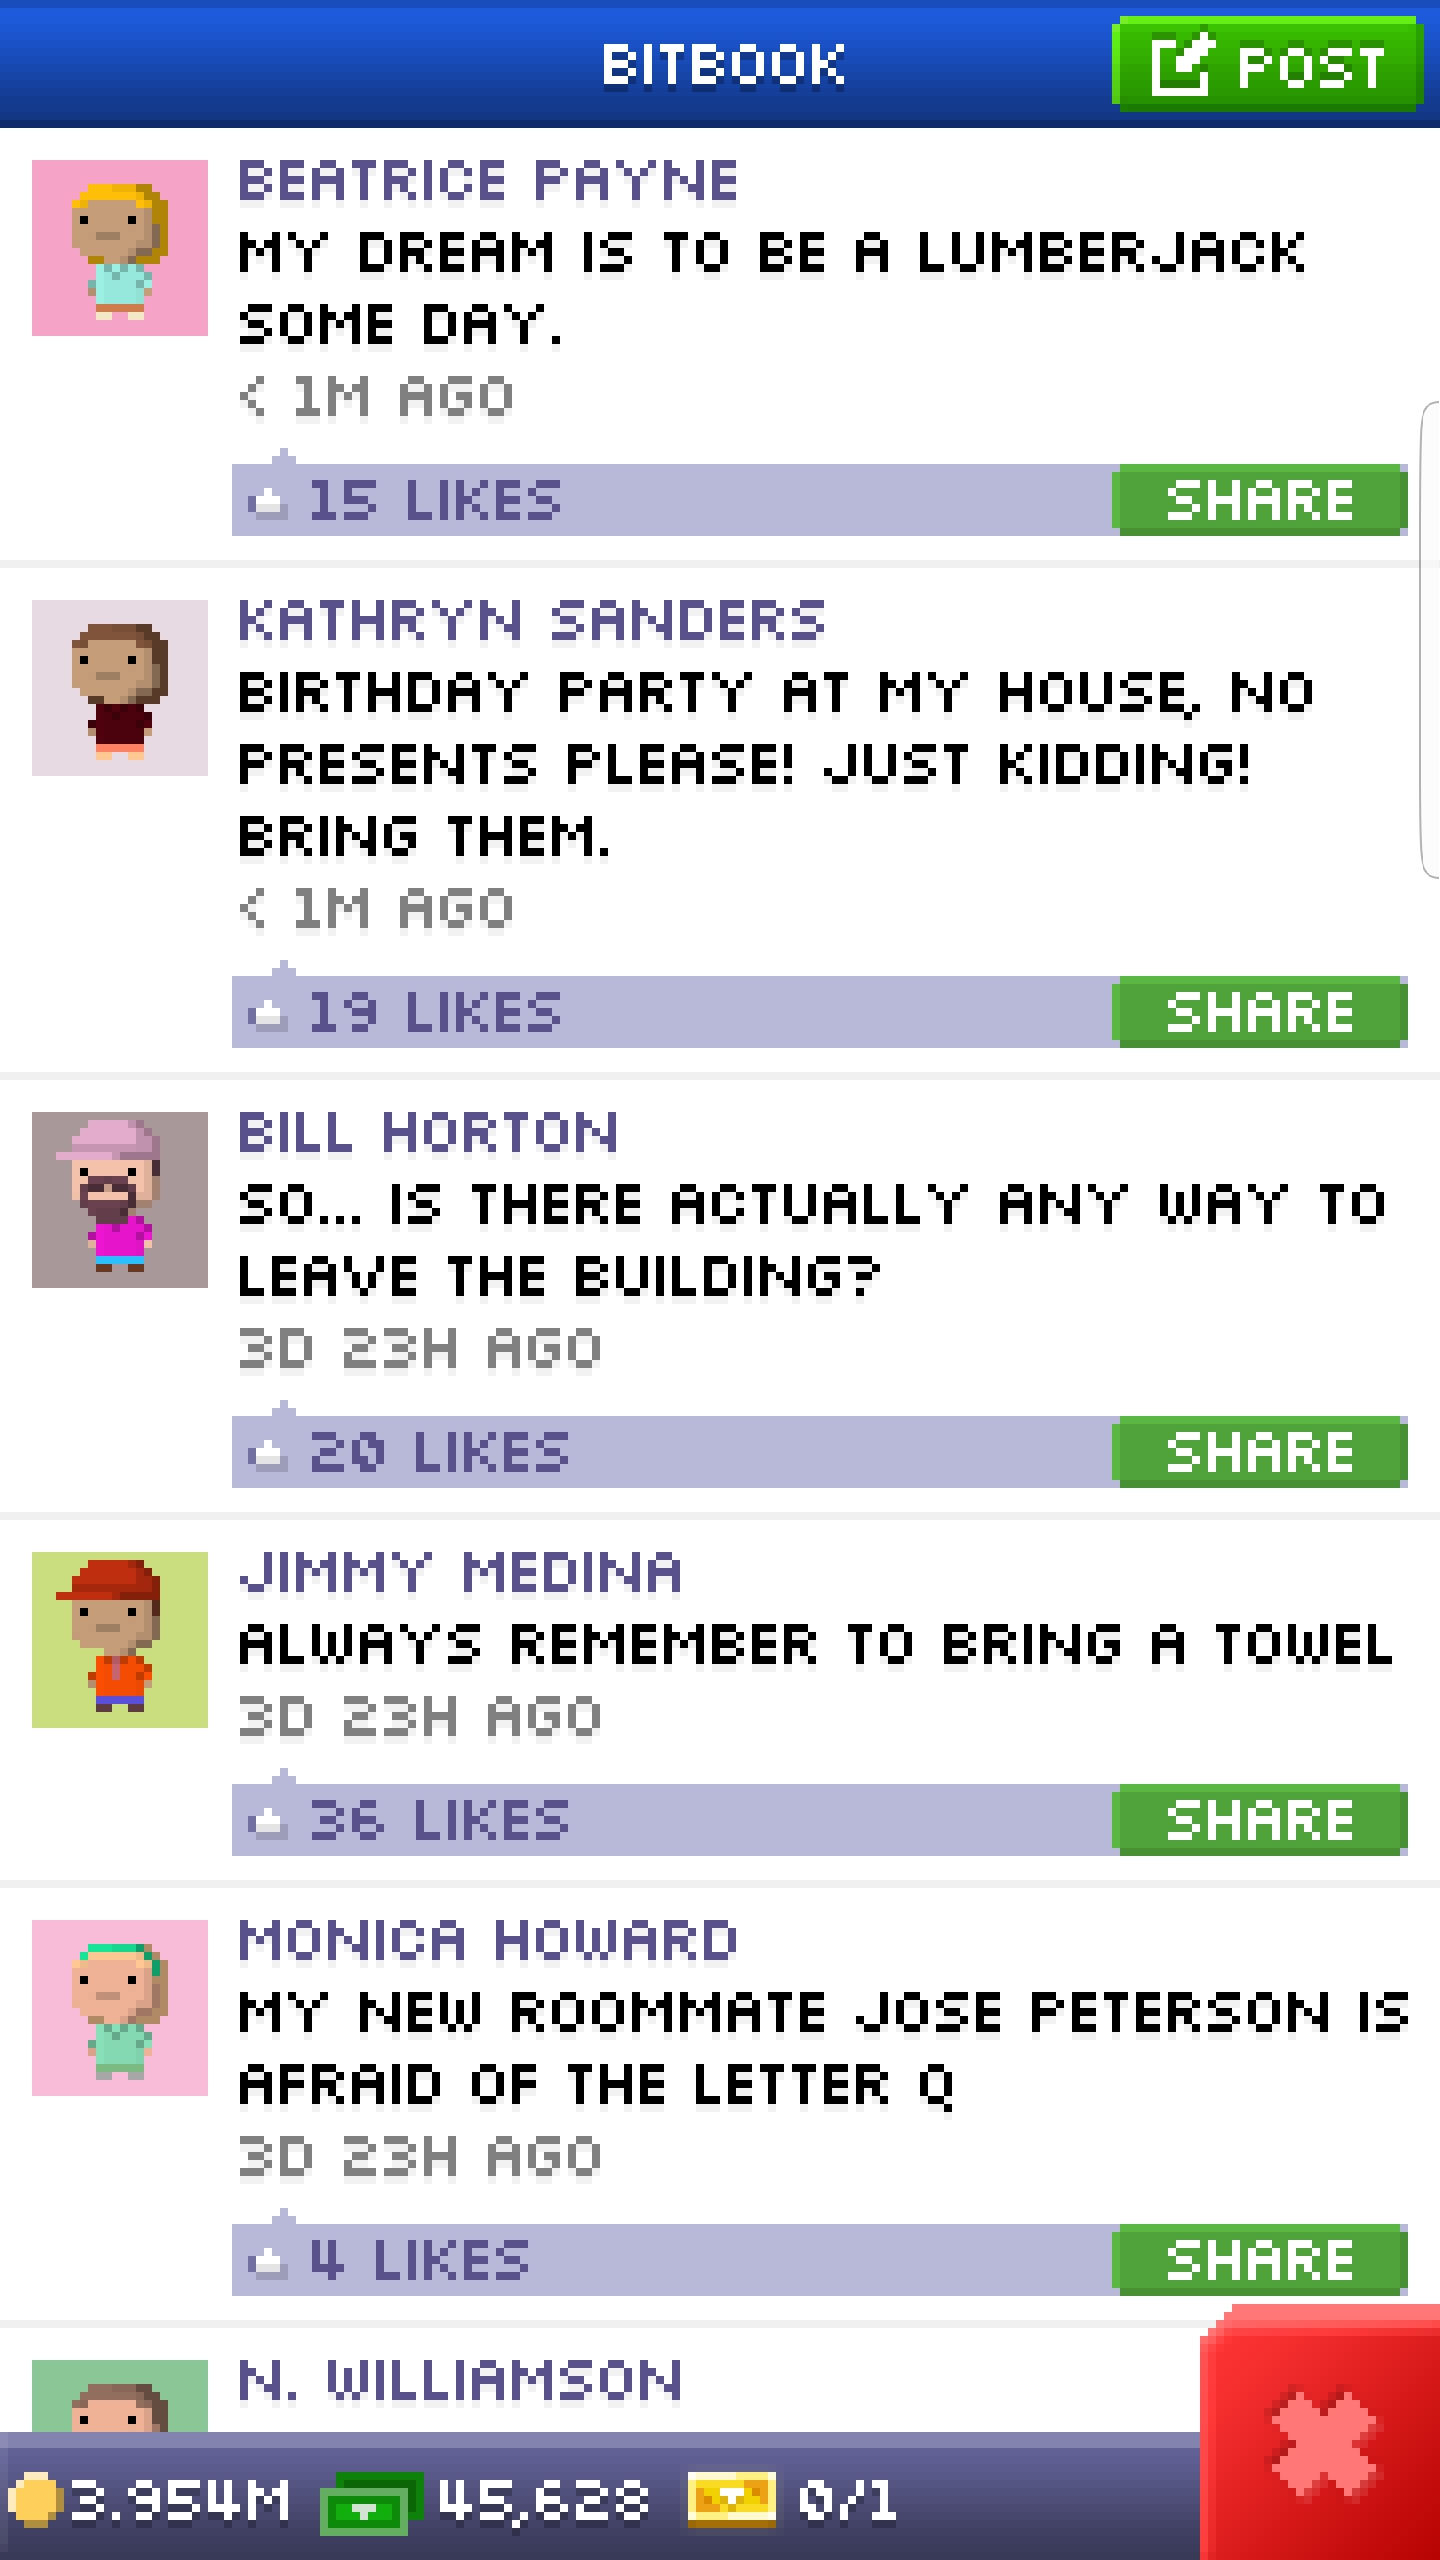 BITBOOK
POST
BEATRICE PAYNE
MY DREAM IS TO BE A LUMBERJACK
SOME DAY.
< 1M AGO
15 LIKES
SHARE
KATHRYN SANDERS
BIRTHDAY PARTY AT MY HOUSE, NO
PRESENTS PLEASE! JUST KIDDING!
BRING THEM.
< 1M AGO
19 LIKES
SHARE
BILL HORTON
SO... IS THERE ACTUALLY ANY WAY TO
LEAVE THE BUILDING?
3D 23H AGO
20 LIKES
SHARE
JIMMY MEDINA
ALWAYS REMEMBER TO BRING A TOWEL
3D 23H AGO
36 LIKES
SHARE
MONICA HOWARD
MY NEW ROOMMATE JOSE PETERSON IS
AFRAID OF THE LETTER Q
3D 23H AGO
4 LIKES
SHARE
N. WILLIAMSON
3.954M
45,628
0/1